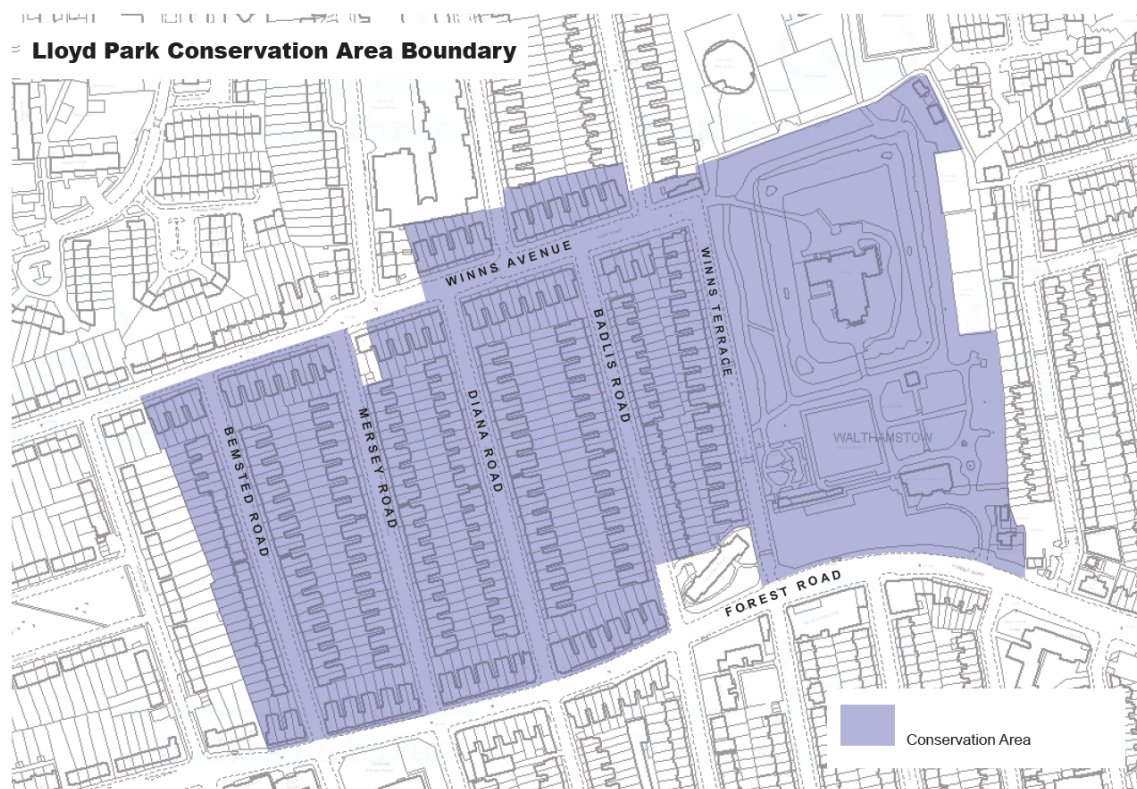 Lloyd Park Conservation Area Boundary
WINNS AVENUE
WINNS TERRACE
BADLIS ROAD
DIANA ROAD
MERSEY ROAD
BEMSTED ROAD
WALTHAMSTOW
FOREST ROAD
Conservation Area